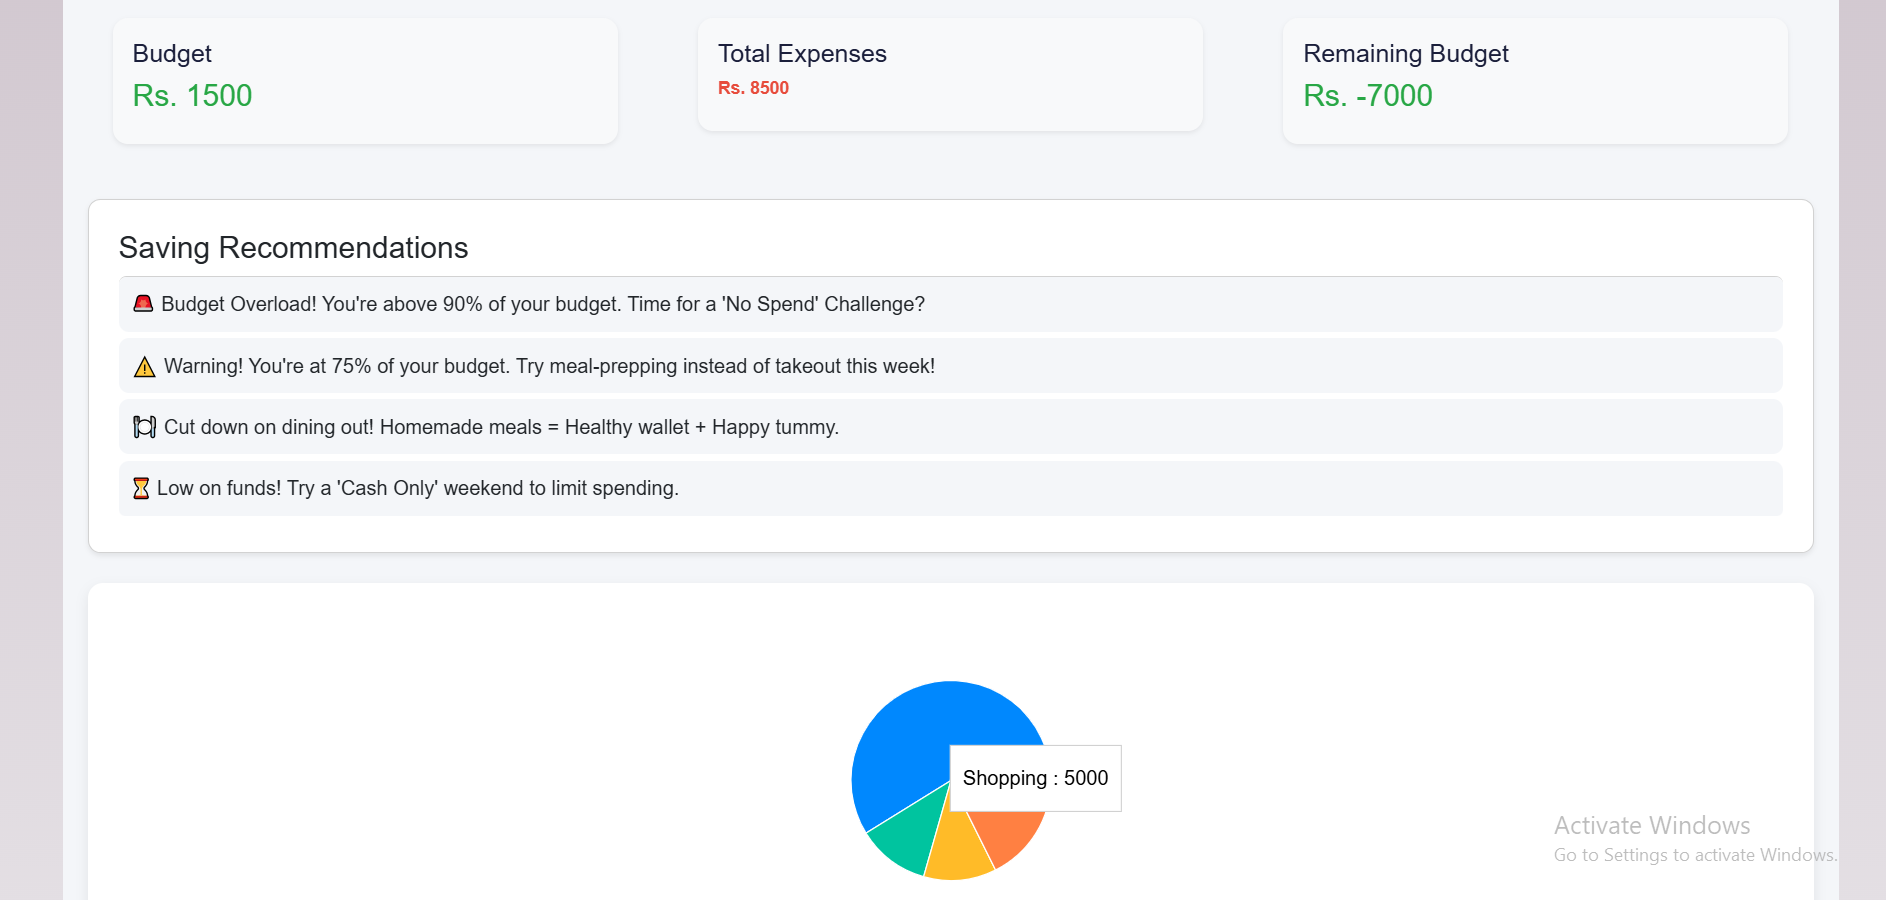 Budget
Rs. 1500
Total Expenses
Rs. 8500
Remaining Budget
Rs. -7000
Saving Recommendations
🚨 Budget Overload! You're above 90% of your budget. Time for a 'No Spend' Challenge?
⚠️ Warning! You're at 75% of your budget. Try meal-prepping instead of takeout this week!
🍽️ Cut down on dining out! Homemade meals = Healthy wallet + Happy tummy.
⏳ Low on funds! Try a 'Cash Only' weekend to limit spending.
Shopping : 5000
Activate Windows
Go to Settings to activate Windows.